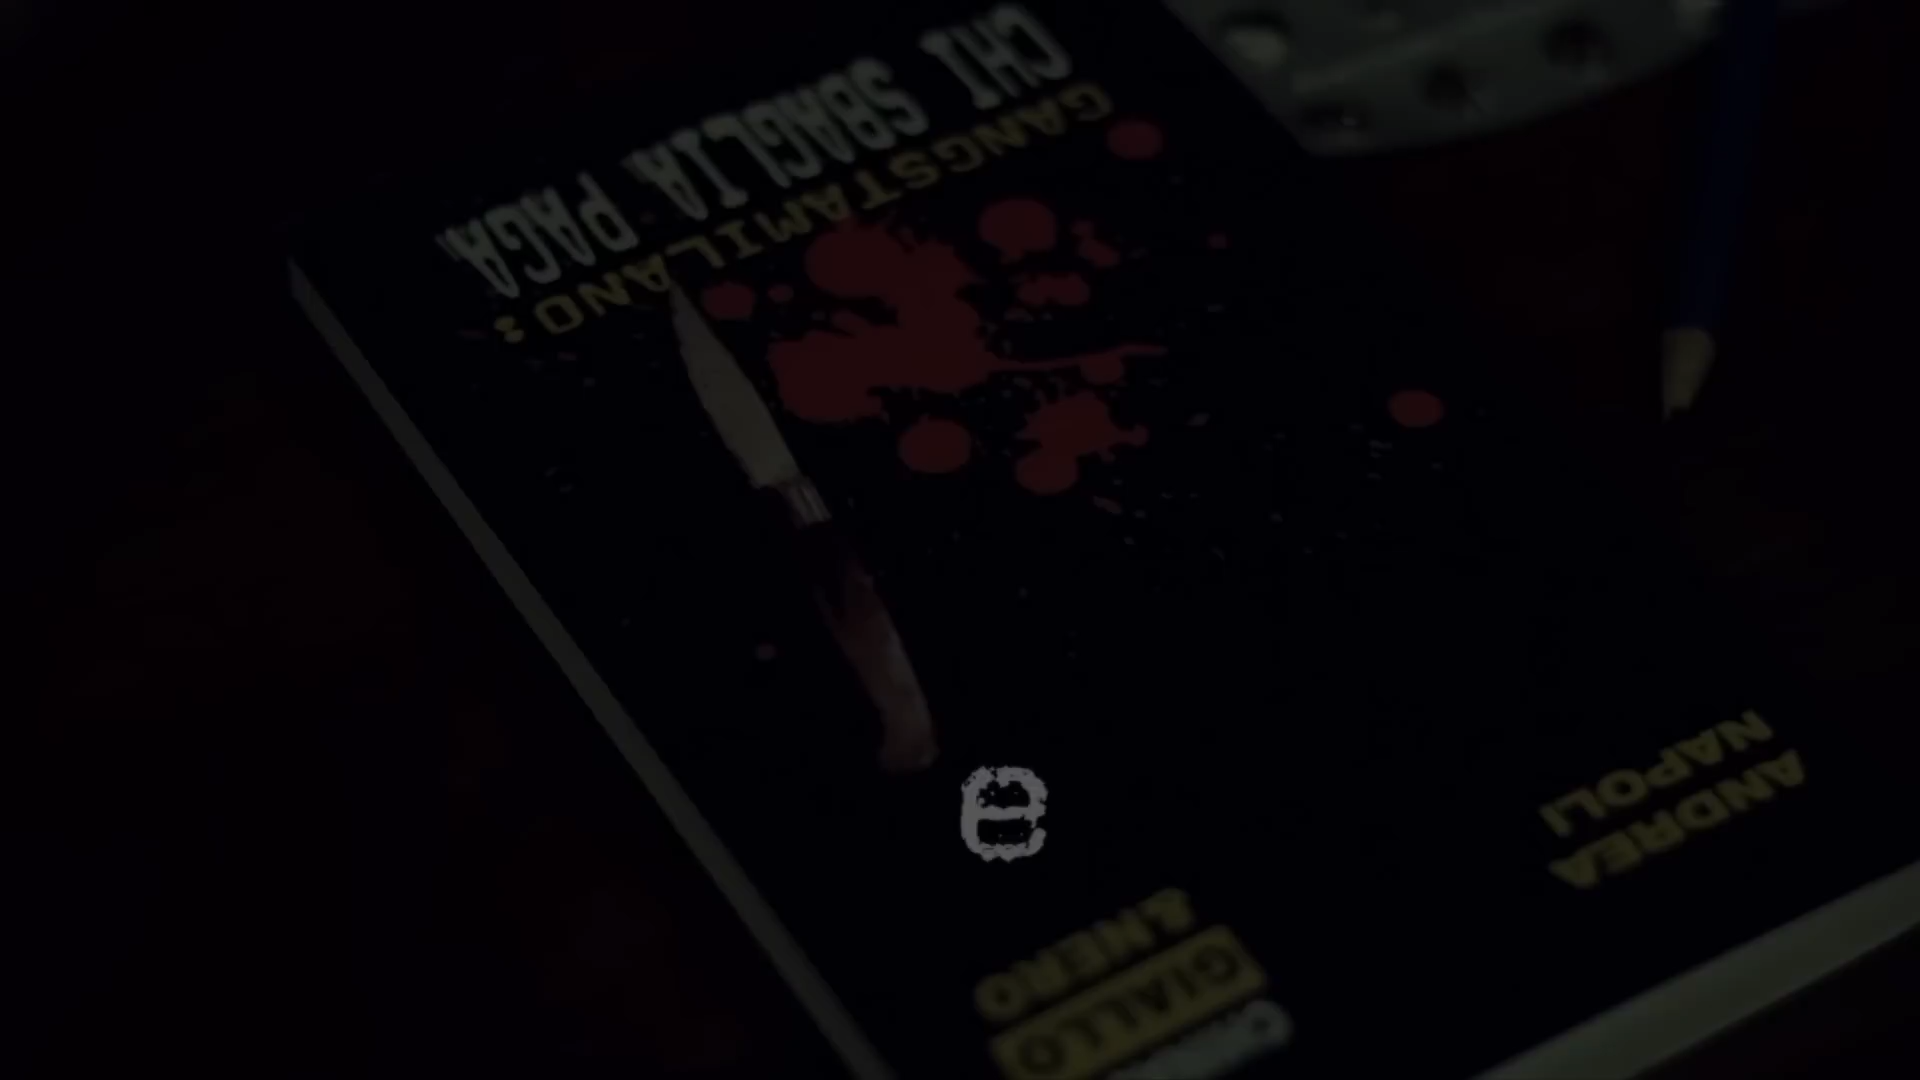 GANGSTAMILANO:
CHI SBAGLIA PAGA
e
ANDREA
NAPOLI
GIALLO
&NERO